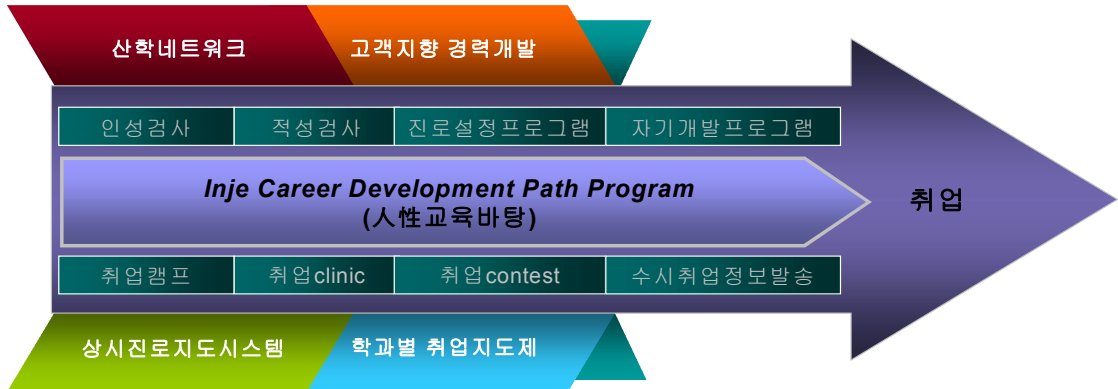 산학네트워크 고객지향 경력개발
인성검사 적성검사 진로설정프로그램 자기개발프로그램
Inje Career Development Path Program
(人性교육바탕)
취업
취업캠프 취업clinic 취업contest 수시취업정보발송
상시진로지도시스템 학과별 취업지도제